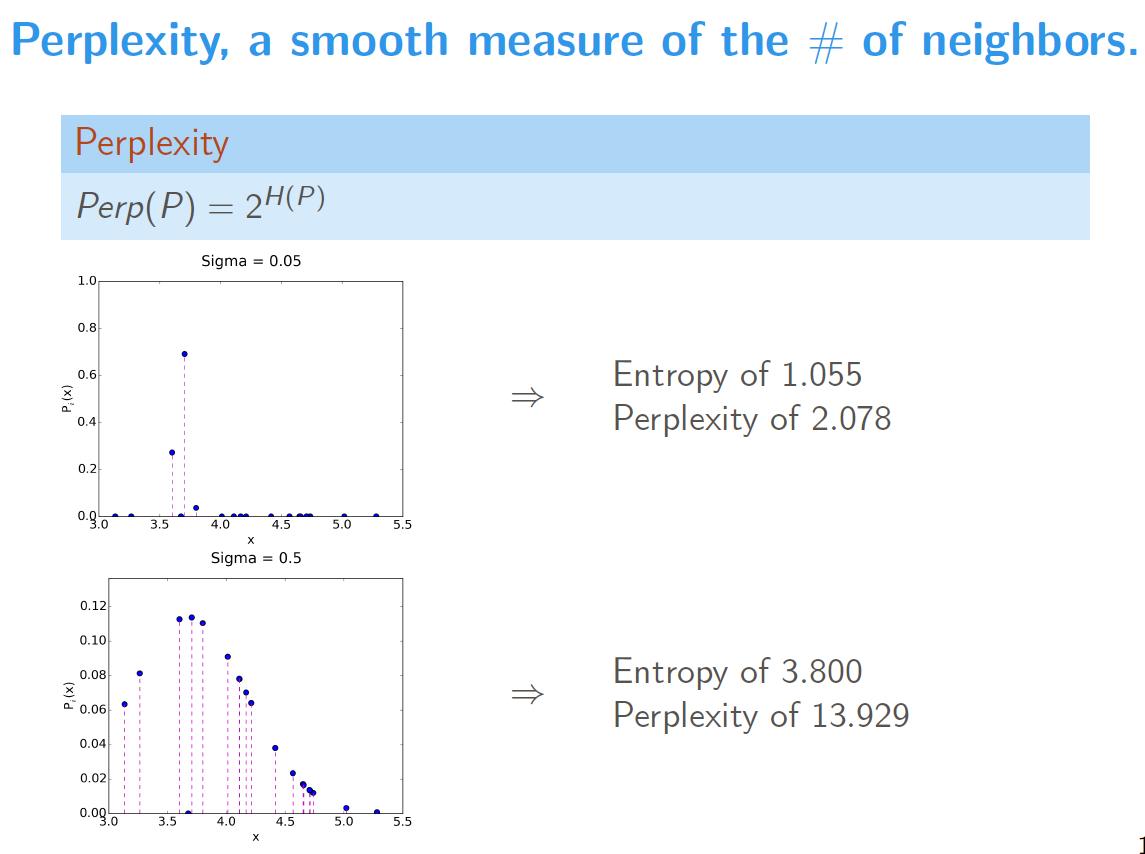 Perplexity, a smooth measure of the # of neighbors.
Perplexity
Perp(P) = 2^{H(P)}
Sigma = 0.05
1.0
0.8
0.6
0.4
0.2
0.0
P_i(x)
3.0 3.5 4.0 4.5 5.0 5.5
x
⇒
Entropy of 1.055
Perplexity of 2.078
Sigma = 0.5
0.12
0.10
0.08
0.06
0.04
0.02
0.00
P_i(x)
3.0 3.5 4.0 4.5 5.0 5.5
x
⇒
Entropy of 3.800
Perplexity of 13.929